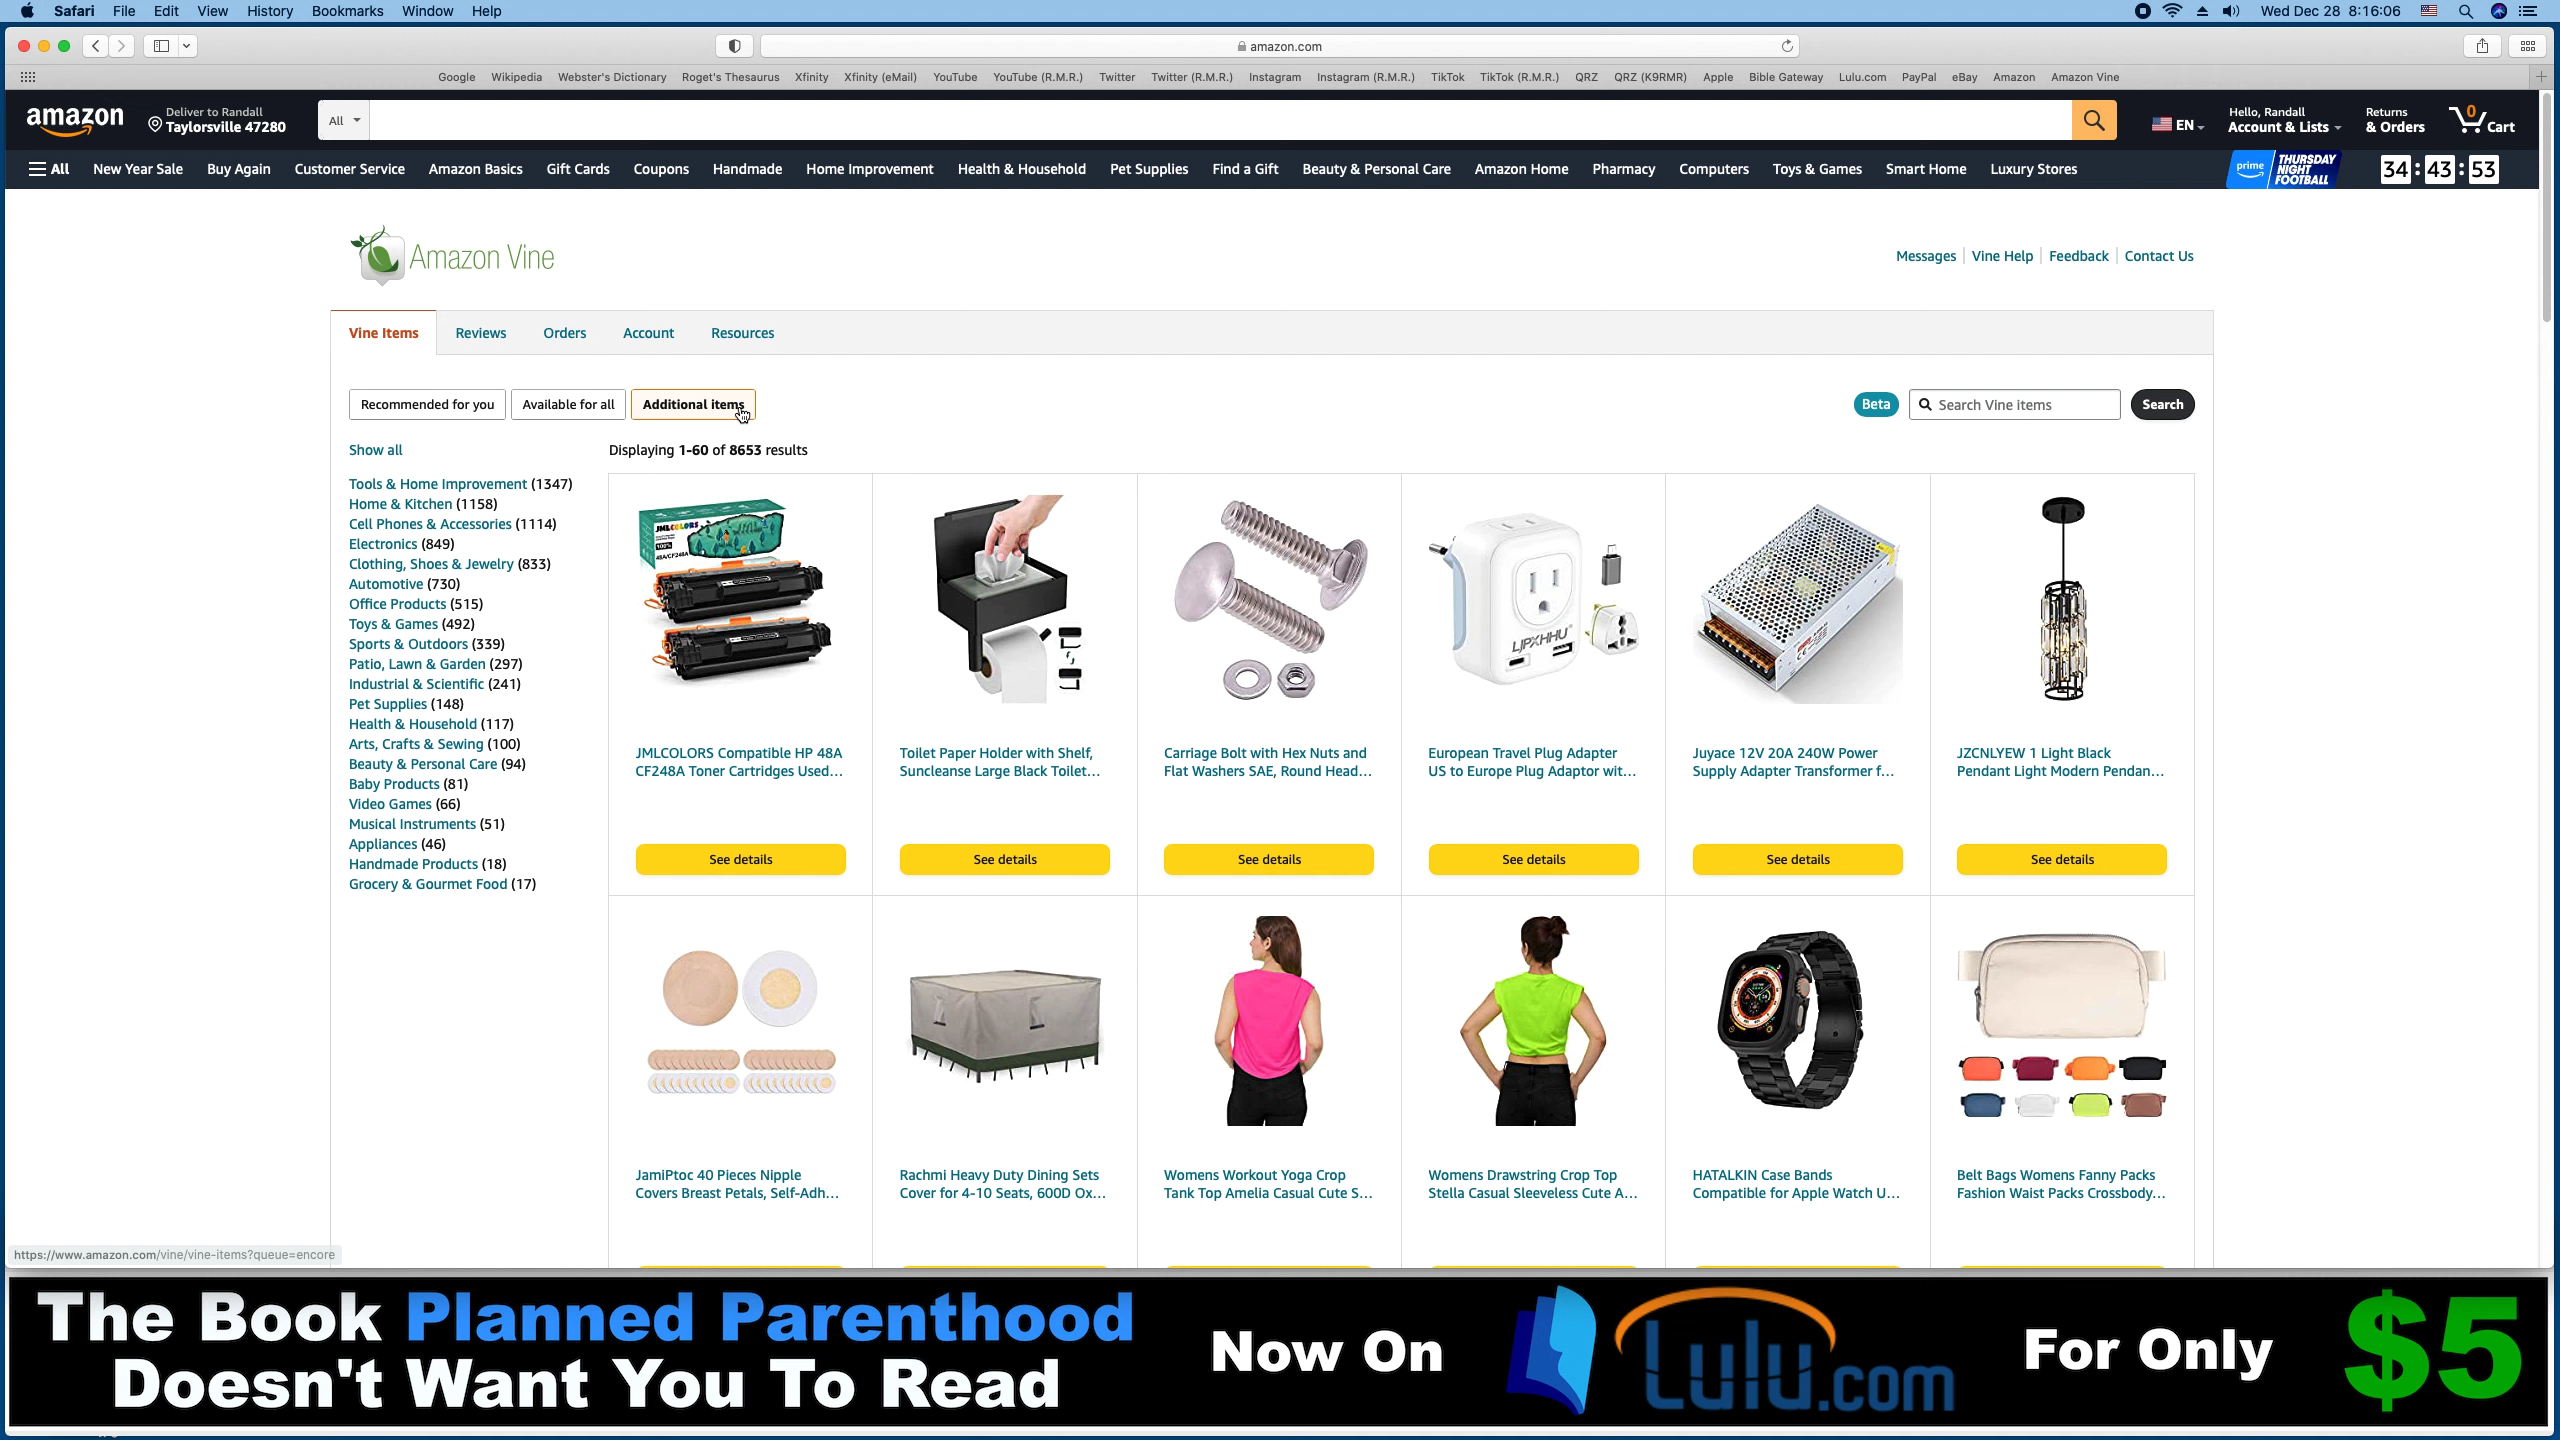 Safari File Edit View History Bookmarks Window Help
Wed Dec 28 8:16:06
amazon.com
Google Wikipedia Webster's Dictionary Roget's Thesaurus Xfinity Xfinity (eMail) YouTube YouTube (R.M.R.) Twitter Twitter (R.M.R.) Instagram Instagram (R.M.R.) TikTok TikTok (R.M.R.) QRZ QRZ (K9RMR) Apple Bible Gateway Lulu.com PayPal eBay Amazon Amazon Vine
amazon
Deliver to Randall
Taylorsville 47280
All
EN
Hello, Randall
Account & Lists
Returns
& Orders
0
Cart
All New Year Sale Buy Again Customer Service Amazon Basics Gift Cards Coupons Handmade Home Improvement Health & Household Pet Supplies Find a Gift Beauty & Personal Care Amazon Home Pharmacy Computers Toys & Games Smart Home Luxury Stores
prime
THURSDAY
NIGHT
FOOTBALL
34:43:53
Amazon Vine
Messages Vine Help Feedback Contact Us
Vine Items Reviews Orders Account Resources
Recommended for you Available for all Additional items
Beta Search Vine items Search
Show all
Displaying 1-60 of 8653 results
Tools & Home Improvement (1347)
Home & Kitchen (1158)
Cell Phones & Accessories (1114)
Electronics (849)
Clothing, Shoes & Jewelry (833)
Automotive (730)
Office Products (515)
Toys & Games (492)
Sports & Outdoors (339)
Patio, Lawn & Garden (297)
Industrial & Scientific (241)
Pet Supplies (148)
Health & Household (117)
Arts, Crafts & Sewing (100)
Beauty & Personal Care (94)
Baby Products (81)
Video Games (66)
Musical Instruments (51)
Appliances (46)
Handmade Products (18)
Grocery & Gourmet Food (17)
JMLCOLORS
48A/CF248A
LJPXHHU
JMLCOLORS Compatible HP 48A
CF248A Toner Cartridges Used...
See details
Toilet Paper Holder with Shelf,
Suncleanse Large Black Toilet...
See details
Carriage Bolt with Hex Nuts and
Flat Washers SAE, Round Head...
See details
European Travel Plug Adapter
US to Europe Plug Adaptor wit...
See details
Juyace 12V 20A 240W Power
Supply Adapter Transformer f...
See details
JZCNLYEW 1 Light Black
Pendant Light Modern Pendan...
See details
JamiPtoc 40 Pieces Nipple
Covers Breast Petals, Self-Adh...
Rachmi Heavy Duty Dining Sets
Cover for 4-10 Seats, 600D Ox...
Womens Workout Yoga Crop
Tank Top Amelia Casual Cute S...
Womens Drawstring Crop Top
Stella Casual Sleeveless Cute A...
HATALKIN Case Bands
Compatible for Apple Watch U...
Belt Bags Womens Fanny Packs
Fashion Waist Packs Crossbody...
https://www.amazon.com/vine/vine-items?queue=encore
The Book Planned Parenthood
Doesn't Want You To Read
Now On
Lulu.com
For Only
$5